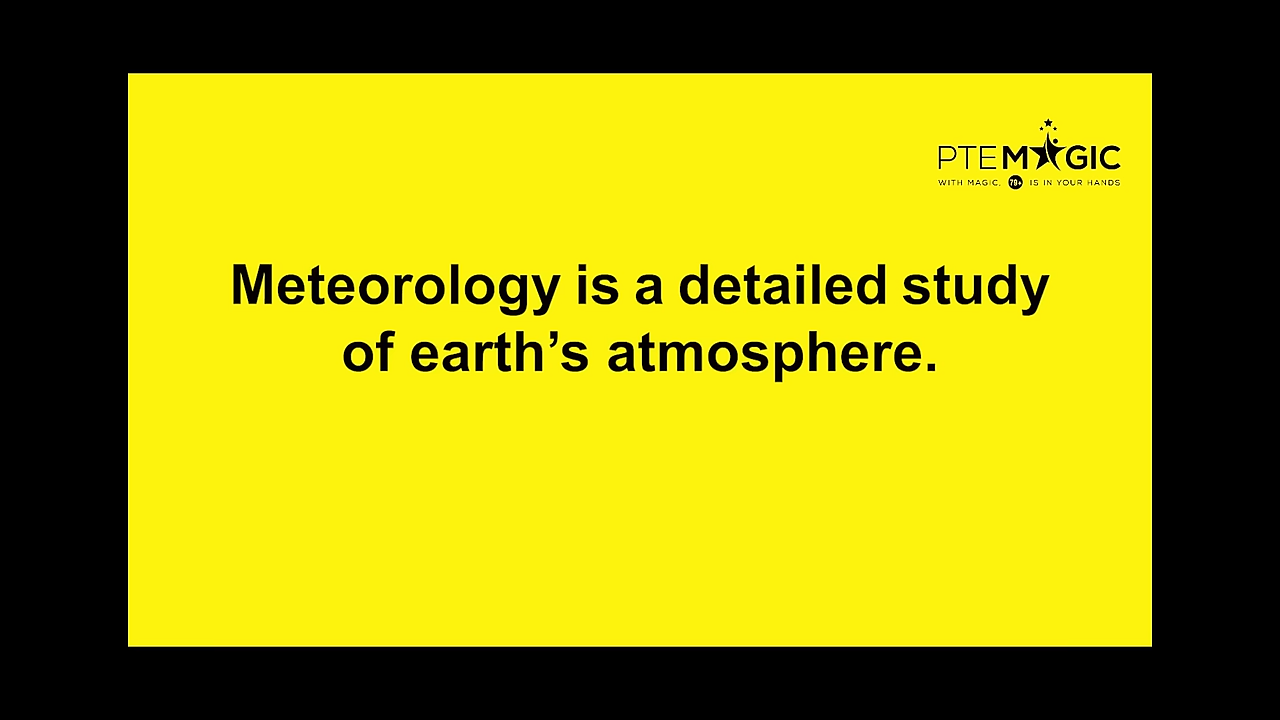 PTEMAGIC
WITH MAGIC, 79+ IS IN YOUR HANDS
Meteorology is a detailed study
of earth’s atmosphere.